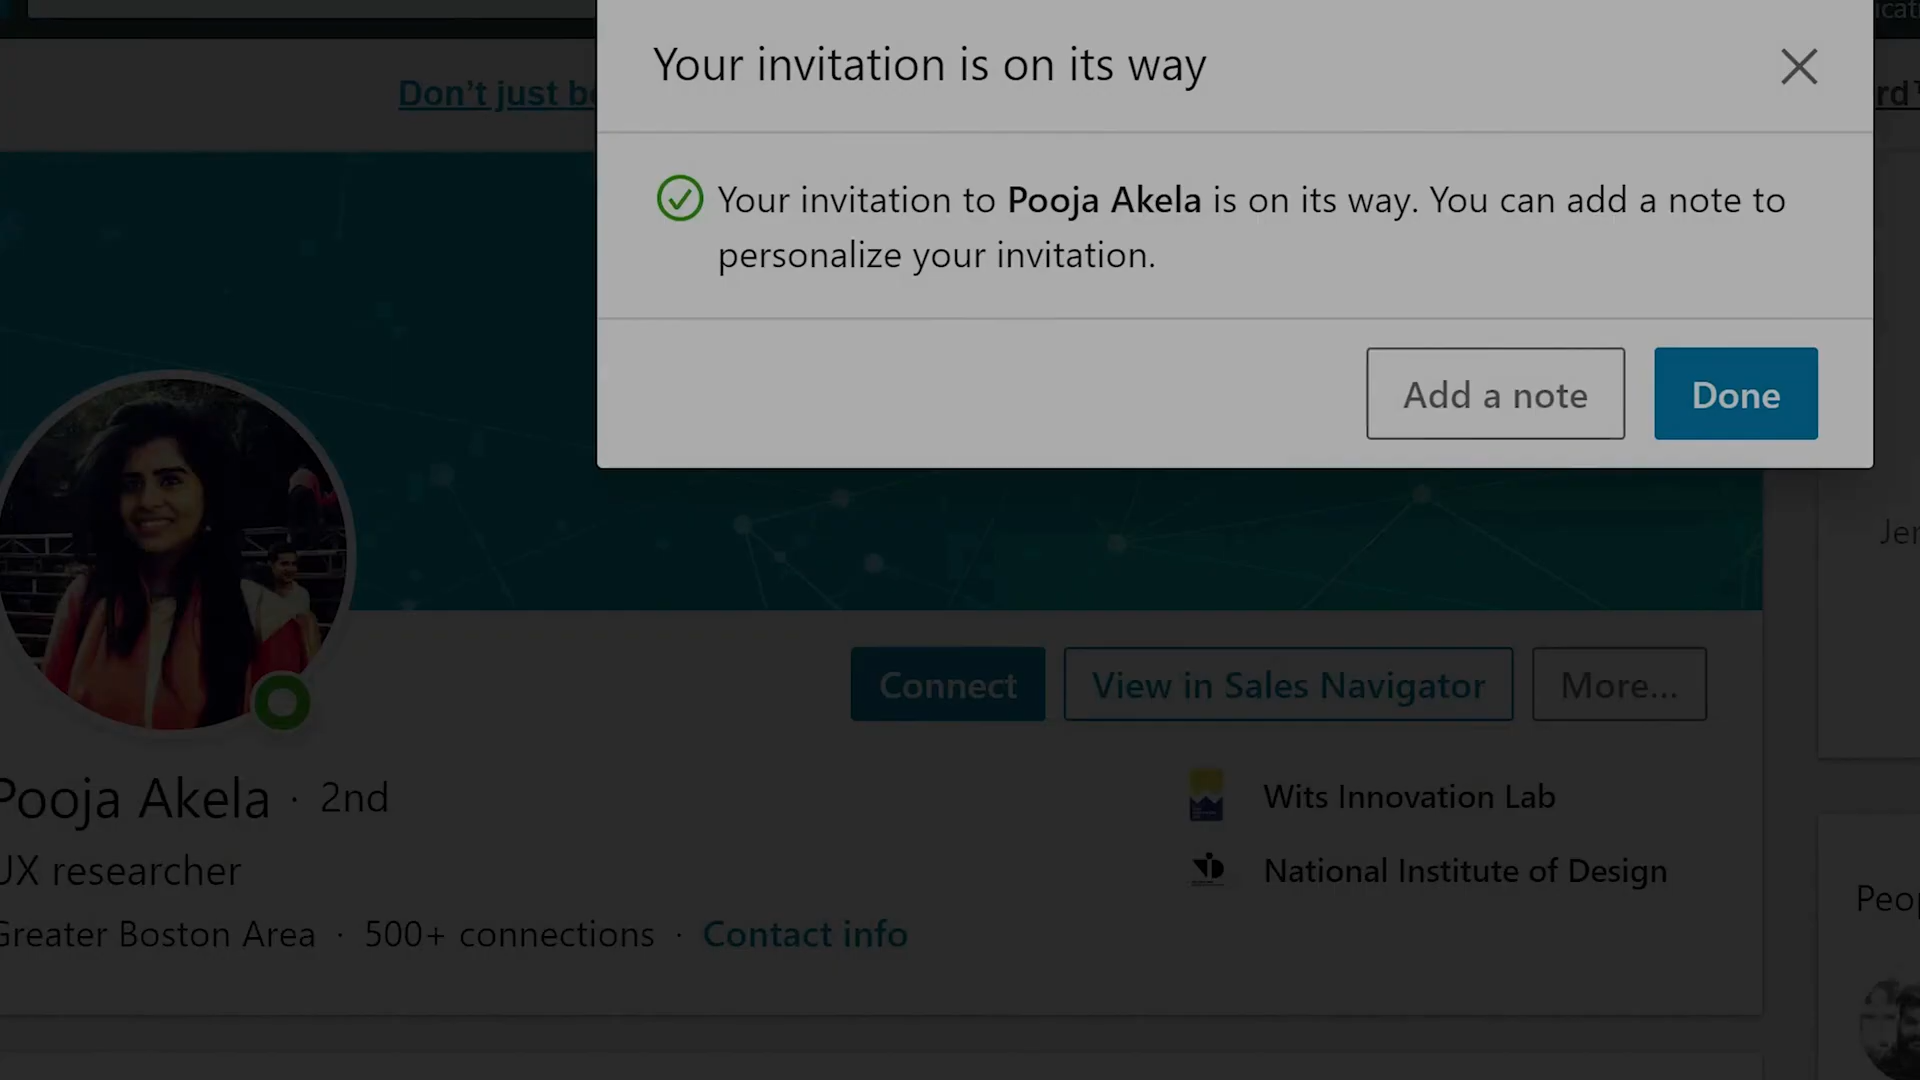 Your invitation is on its way
Don't just
Your invitation to Pooja Akela is on its way. You can add a note to
personalize your invitation.
Add a note
Done
Connect
View in Sales Navigator
More...
Pooja Akela · 2nd
Wits Innovation Lab
UX researcher
National Institute of Design
Greater Boston Area · 500+ connections · Contact info